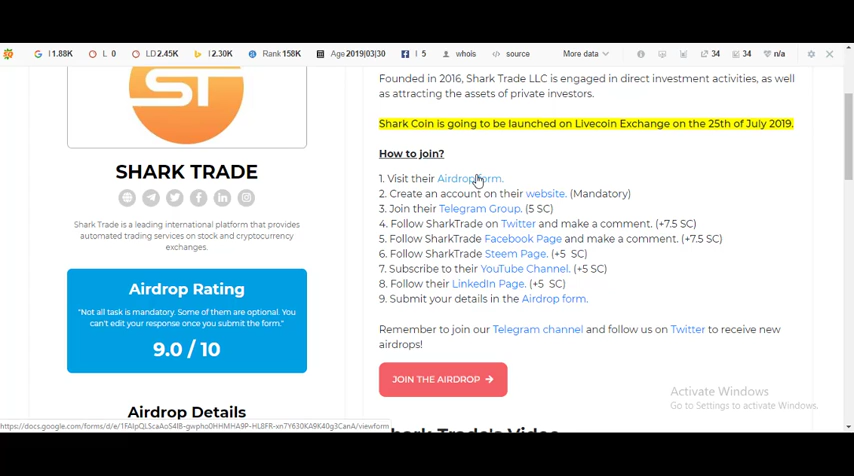 I 1.88K L 0 LD 2.45K I 2.30K Rank 158K Age 2019|03|30 I 5 whois source More data 34 34 n/a
ST
SHARK TRADE
Shark Trade is a leading international platform that provides
automated trading services on stock and cryptocurrency
exchanges.
Airdrop Rating
"Not all task is mandatory. Some of them are optional. You
can't edit your response once you submit the form."
9.0 / 10
Airdrop Details
Founded in 2016, Shark Trade LLC is engaged in direct investment activities, as well
as attracting the assets of private investors.
Shark Coin is going to be launched on Livecoin Exchange on the 25th of July 2019.
How to join?
1. Visit their Airdrop form.
2. Create an account on their website. (Mandatory)
3. Join their Telegram Group. (5 SC)
4. Follow SharkTrade on Twitter and make a comment. (+7.5 SC)
5. Follow SharkTrade Facebook Page and make a comment. (+7.5 SC)
6. Follow SharkTrade Steem Page. (+5 SC)
7. Subscribe to their YouTube Channel. (+5 SC)
8. Follow their LinkedIn Page. (+5 SC)
9. Submit your details in the Airdrop form.
Remember to join our Telegram channel and follow us on Twitter to receive new
airdrops!
JOIN THE AIRDROP
Shark Trade's Video
Activate Windows
Go to Settings to activate Windows.